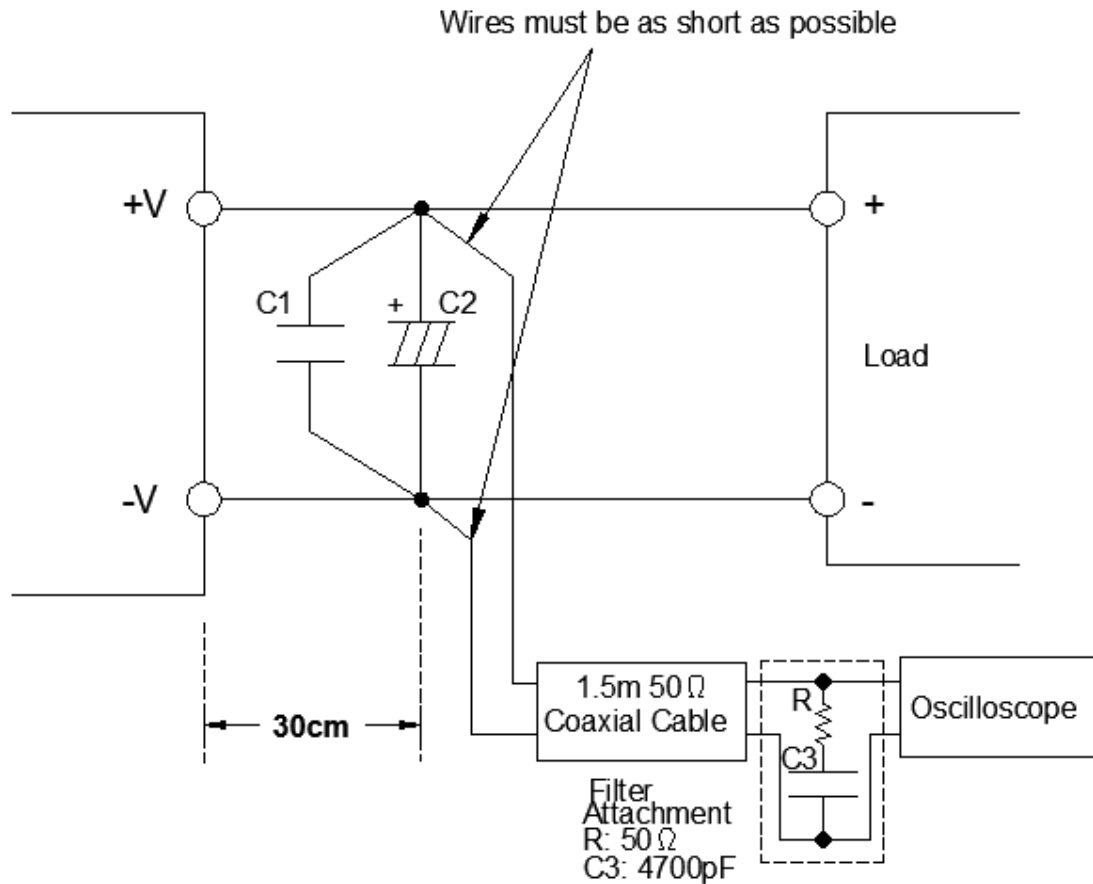 Wires must be as short as possible
+V
+
C1
+
C2
Load
-V
-
30cm
1.5m 50Ω
Coaxial Cable
R
C3
Oscilloscope
Filter
Attachment
R: 50Ω
C3: 4700pF